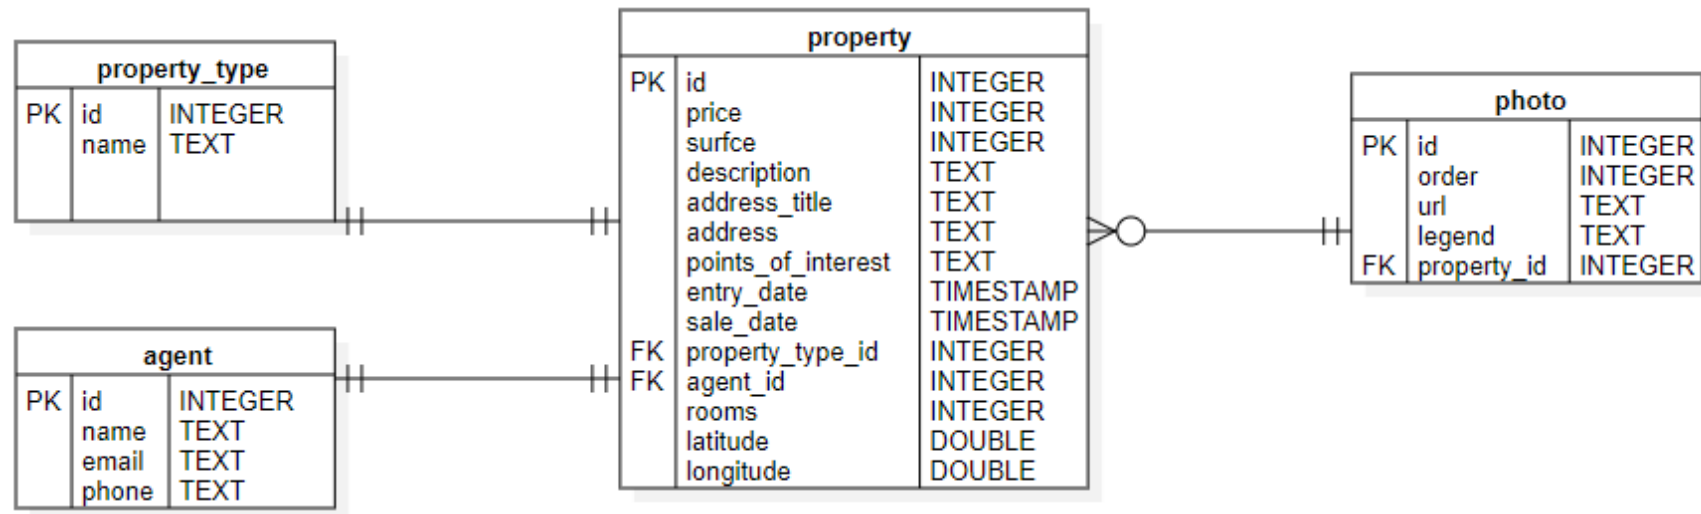 property_type
PK id INTEGER
name TEXT
agent
PK id INTEGER
name TEXT
email TEXT
phone TEXT
property
PK id INTEGER
price INTEGER
surfce INTEGER
description TEXT
address_title TEXT
address TEXT
points_of_interest TEXT
entry_date TIMESTAMP
sale_date TIMESTAMP
FK property_type_id INTEGER
FK agent_id INTEGER
rooms INTEGER
latitude DOUBLE
longitude DOUBLE
photo
PK id INTEGER
order INTEGER
url TEXT
legend TEXT
FK property_id INTEGER